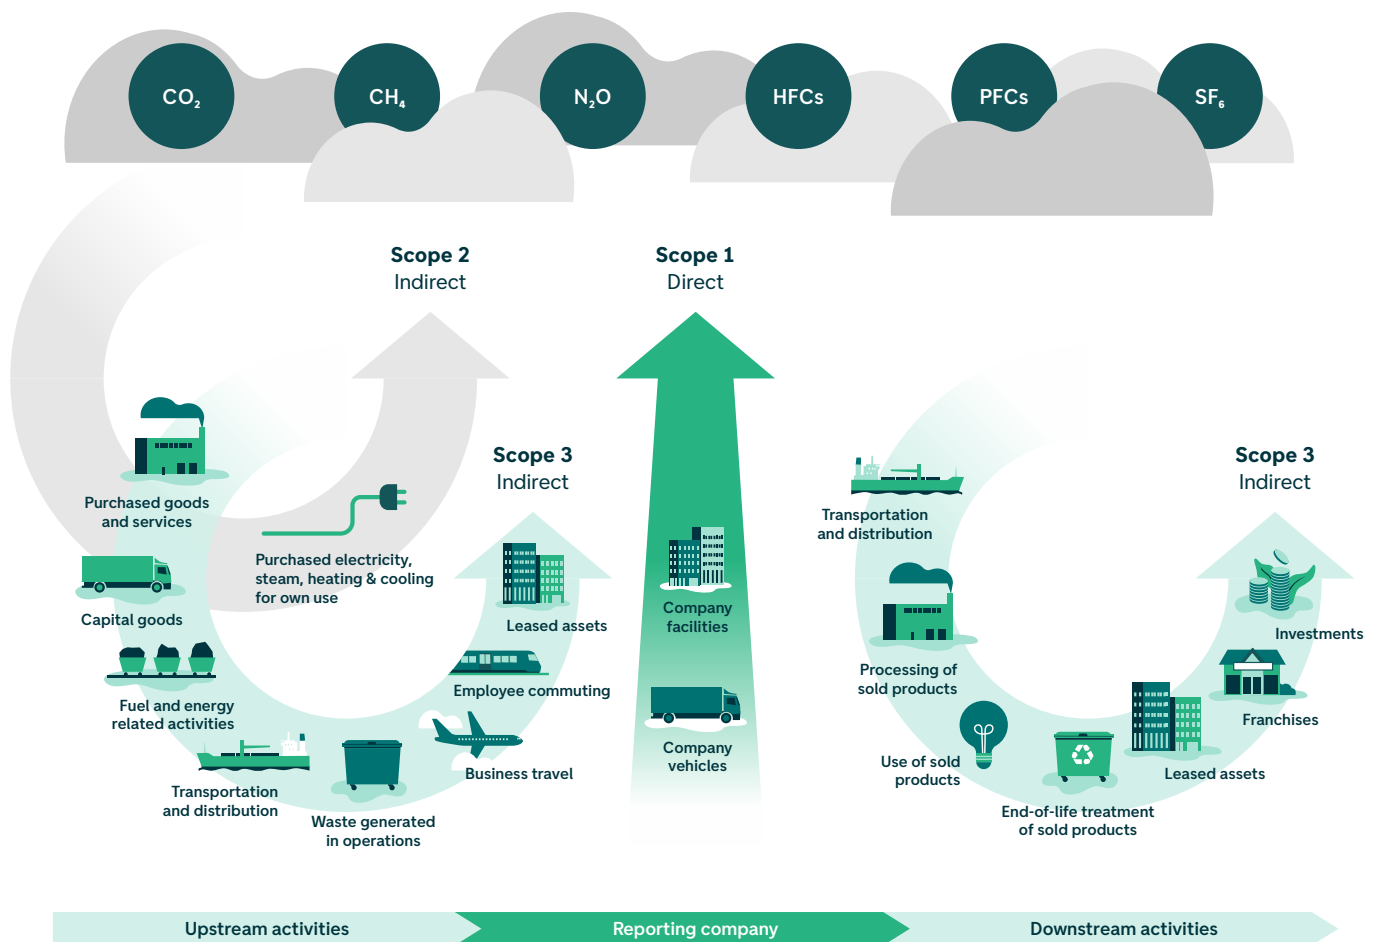 CO₂
CH₄
N₂O
HFCs
PFCs
SF₆
Scope 2
Indirect
Scope 1
Direct
Scope 3
Indirect
Scope 3
Indirect
Purchased goods
and services
Capital goods
Fuel and energy
related activities
Transportation
and distribution
Waste generated
in operations
Business travel
Employee commuting
Leased assets
Purchased electricity,
steam, heating & cooling
for own use
Company
facilities
Company
vehicles
Transportation
and distribution
Processing of
sold products
Use of sold
products
End-of-life treatment
of sold products
Leased assets
Franchises
Investments
Upstream activities
Reporting company
Downstream activities